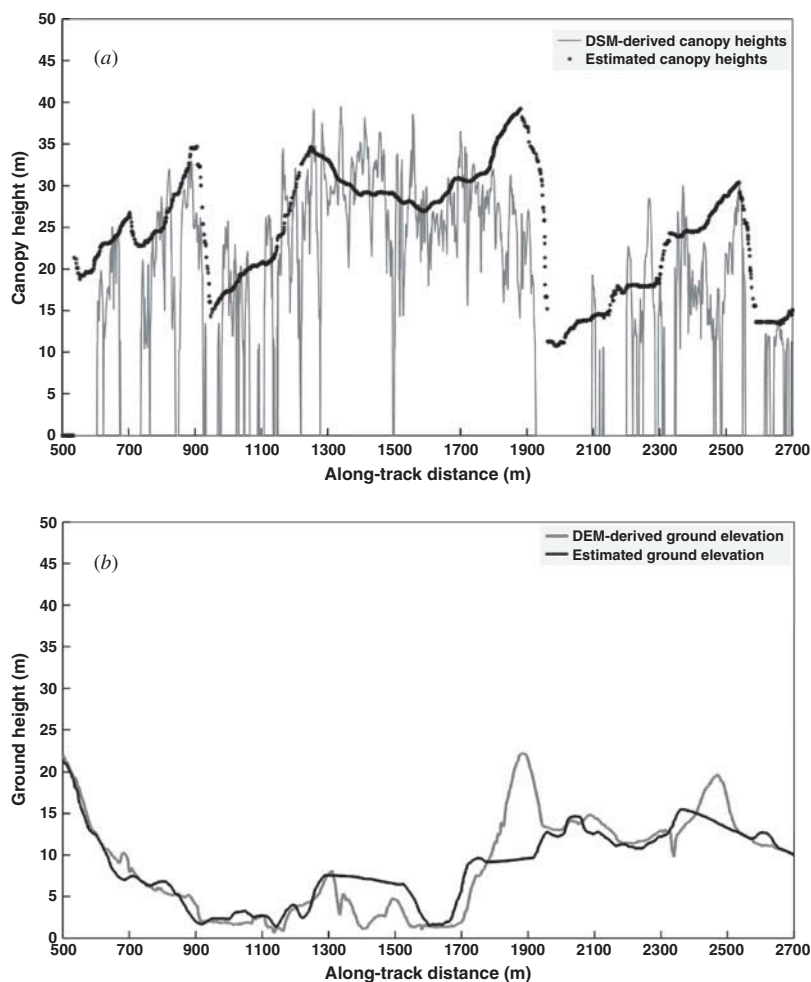 50
45
40
35
30
25
20
15
10
5
0
Canopy height (m)
(a)
DSM-derived canopy heights
Estimated canopy heights
500 700 900 1100 1300 1500 1700 1900 2100 2300 2500 2700
Along-track distance (m)
50
45
40
35
30
25
20
15
10
5
0
Ground height (m)
(b)
DEM-derived ground elevation
Estimated ground elevation
500 700 900 1100 1300 1500 1700 1900 2100 2300 2500 2700
Along-track distance (m)